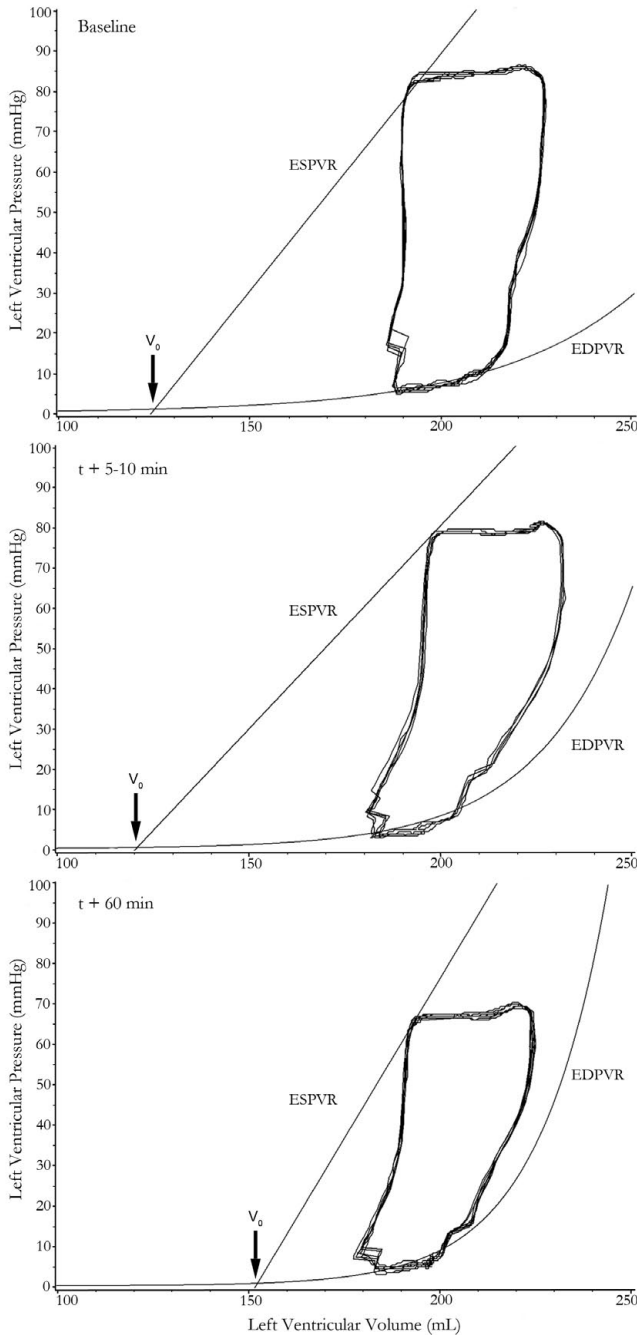 Baseline
100
90
80
70
60
50
40
30
20
10
0
Left Ventricular Pressure (mmHg)
ESPVR
V0
EDPVR
100
150
200
250
t + 5-10 min
100
90
80
70
60
50
40
30
20
10
0
Left Ventricular Pressure (mmHg)
ESPVR
V0
EDPVR
100
150
200
250
t + 60 min
100
90
80
70
60
50
40
30
20
10
0
Left Ventricular Pressure (mmHg)
ESPVR
V0
EDPVR
100
150
200
250
Left Ventricular Volume (mL)